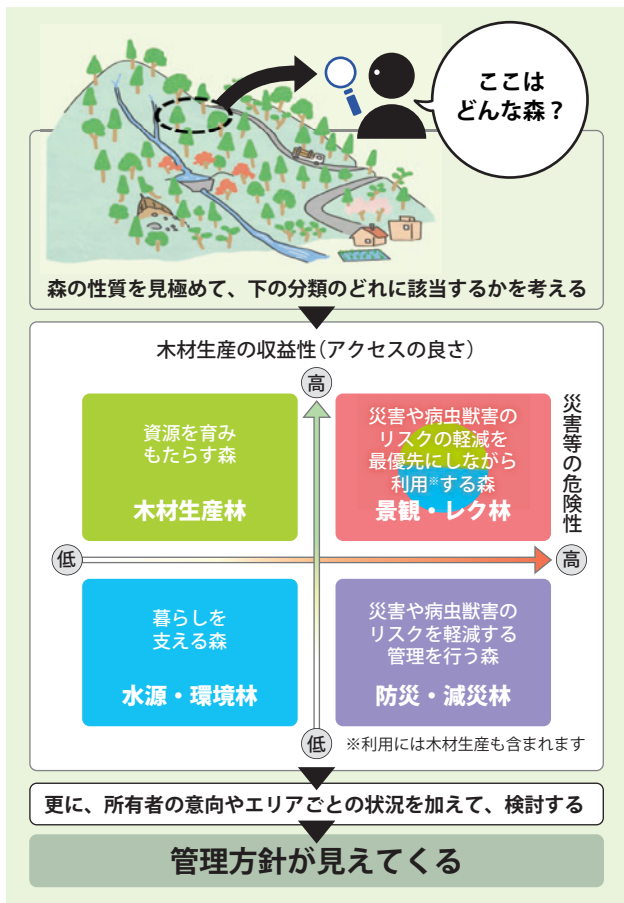 ここは
どんな森？
森の性質を見極めて、下の分類のどれに該当するかを考える
木材生産の収益性（アクセスの良さ）
高
資源を育み
もたらす森
木材生産林
災害や病虫獣害の
リスクの軽減を
最優先にしながら
利用※する森
景観・レク林
災害等の危険性
低
高
暮らしを
支える森
水源・環境林
災害や病虫獣害の
リスクを軽減する
管理を行う森
防災・減災林
低
※利用には木材生産も含まれます
更に、所有者の意向やエリアごとの状況を加えて、検討する
管理方針が見えてくる